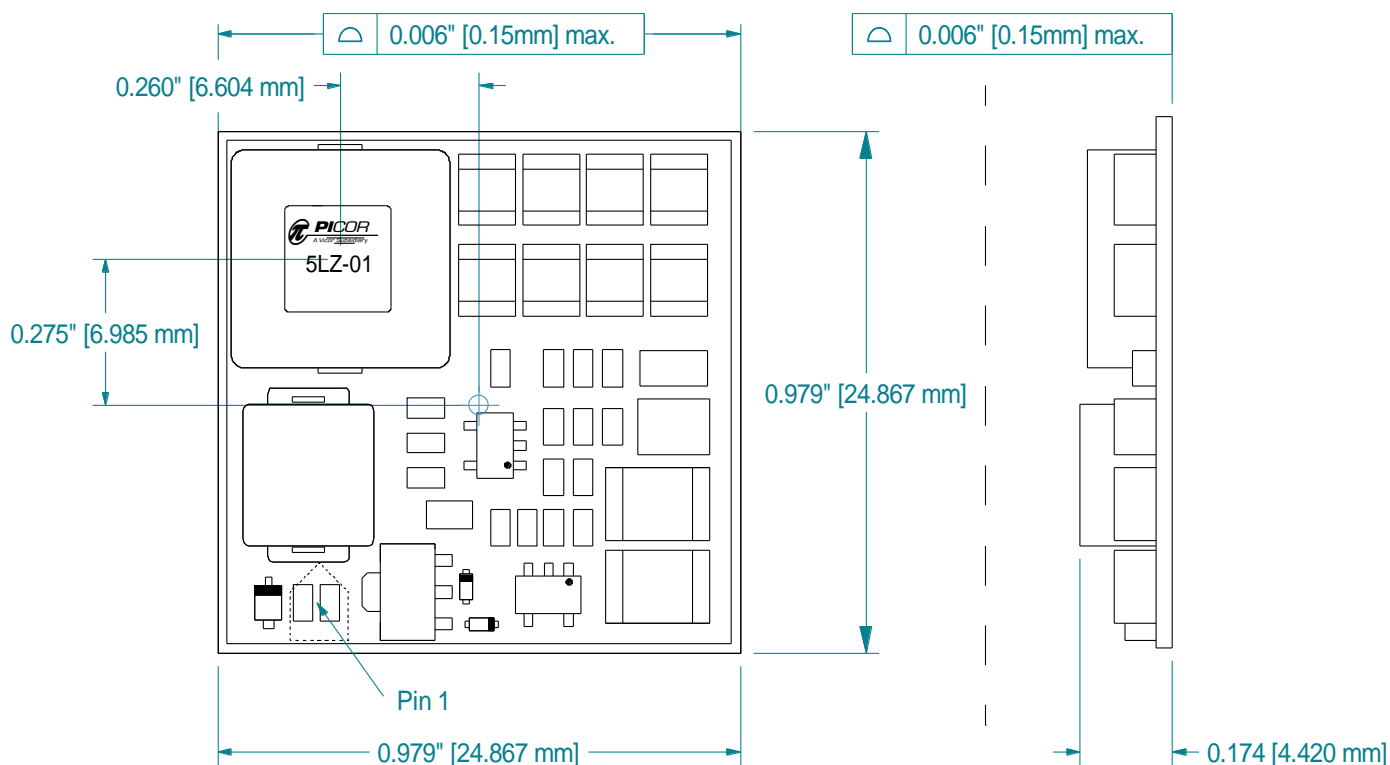 0.006" [0.15mm] max.
0.006" [0.15mm] max.
0.260" [6.604 mm]
π PICOR
A Vicor Subsidiary
5LZ-01
0.275" [6.985 mm]
0.979" [24.867 mm]
Pin 1
0.979" [24.867 mm]
0.174 [4.420 mm]